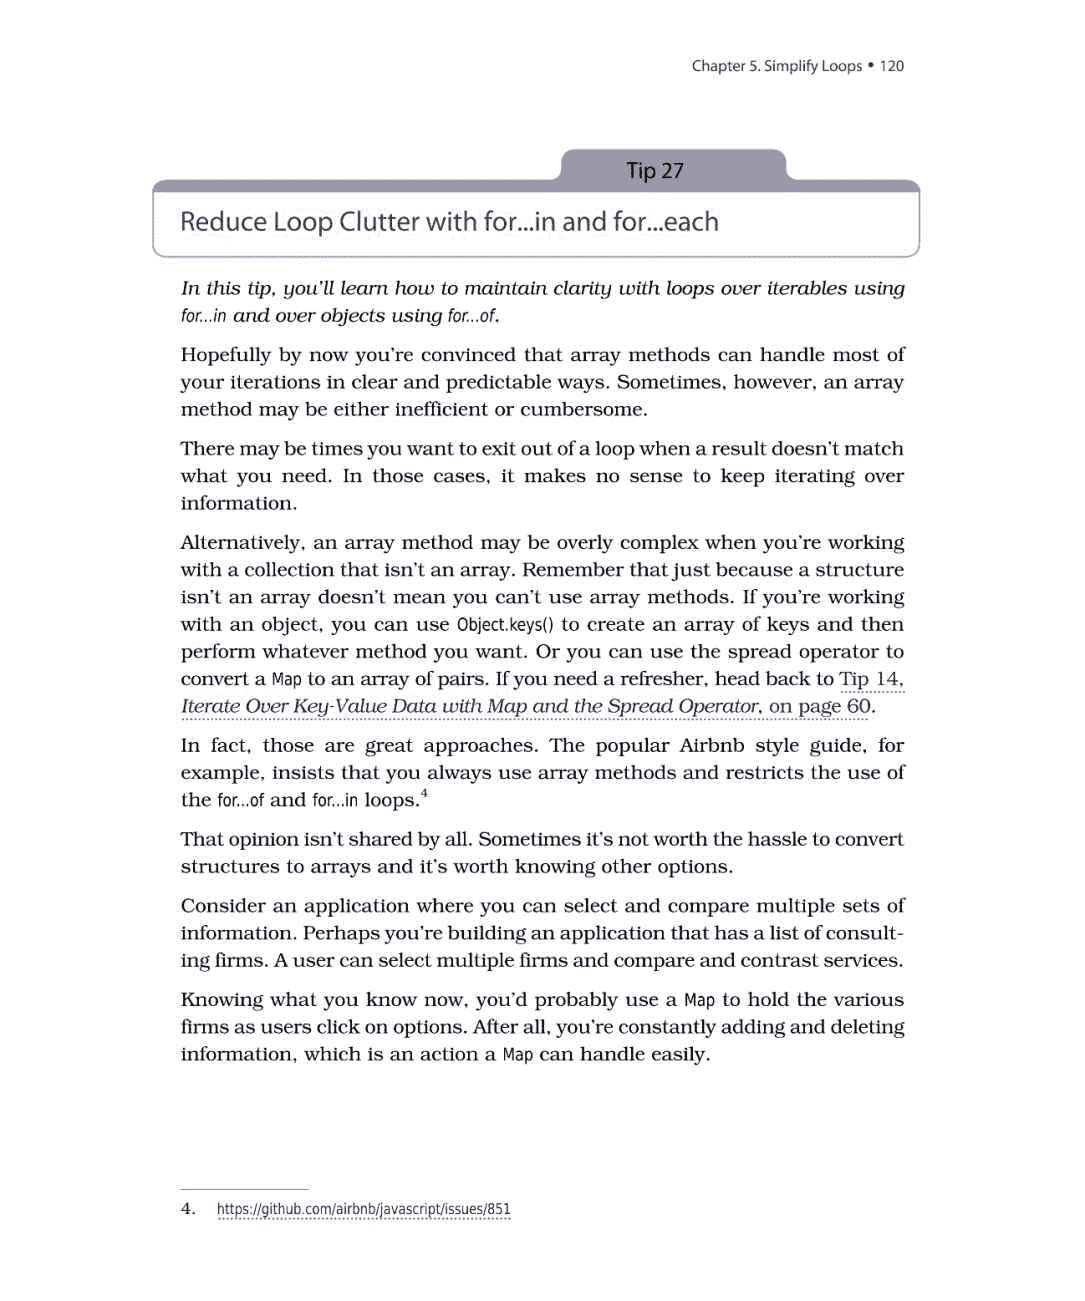 Chapter 5. Simplify Loops • 120
Tip 27
Reduce Loop Clutter with for...in and for...each
In this tip, you'll learn how to maintain clarity with loops over iterables using
for...in and over objects using for...of.
Hopefully by now you're convinced that array methods can handle most of
your iterations in clear and predictable ways. Sometimes, however, an array
method may be either inefficient or cumbersome.
There may be times you want to exit out of a loop when a result doesn't match
what you need. In those cases, it makes no sense to keep iterating over
information.
Alternatively, an array method may be overly complex when you're working
with a collection that isn't an array. Remember that just because a structure
isn't an array doesn't mean you can't use array methods. If you're working
with an object, you can use Object.keys() to create an array of keys and then
perform whatever method you want. Or you can use the spread operator to
convert a Map to an array of pairs. If you need a refresher, head back to Tip 14,
Iterate Over Key-Value Data with Map and the Spread Operator, on page 60.
In fact, those are great approaches. The popular Airbnb style guide, for
example, insists that you always use array methods and restricts the use of
the for...of and for...in loops.4
That opinion isn't shared by all. Sometimes it's not worth the hassle to convert
structures to arrays and it's worth knowing other options.
Consider an application where you can select and compare multiple sets of
information. Perhaps you're building an application that has a list of consult-
ing firms. A user can select multiple firms and compare and contrast services.
Knowing what you know now, you'd probably use a Map to hold the various
firms as users click on options. After all, you're constantly adding and deleting
information, which is an action a Map can handle easily.
4. https://github.com/airbnb/javascript/issues/851